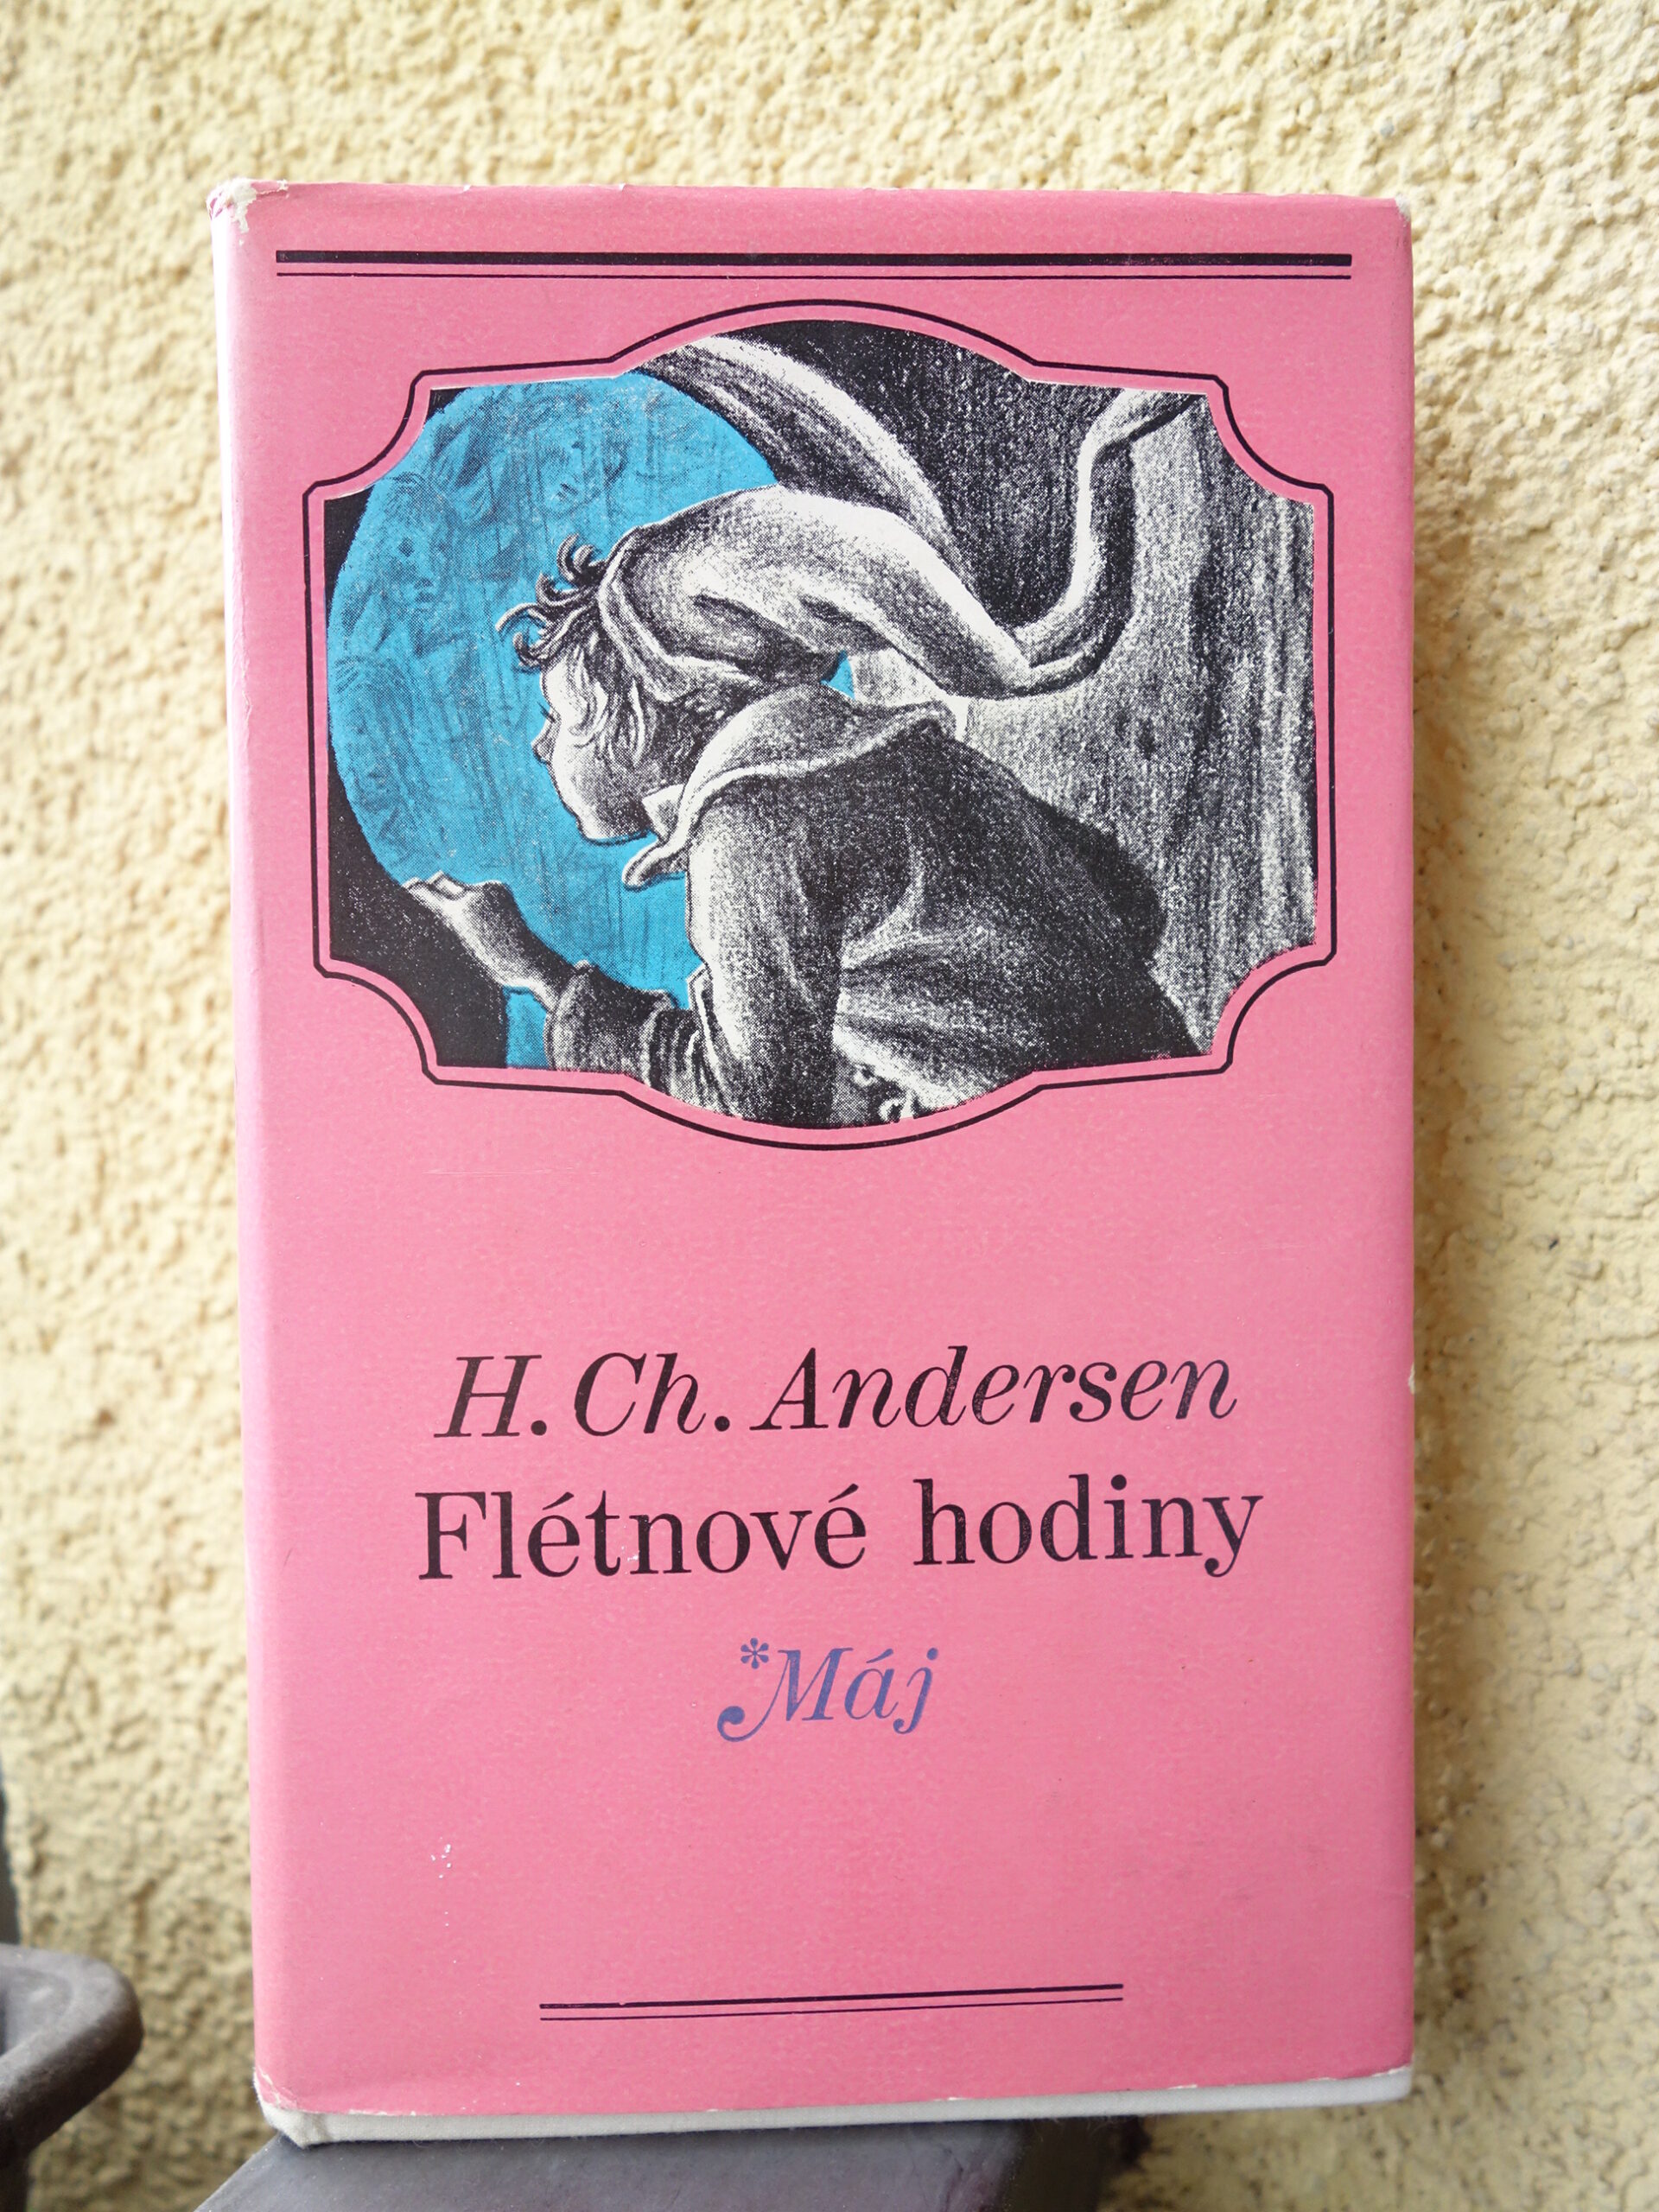 H. Ch. Andersen
Flétnové hodiny
*Máj